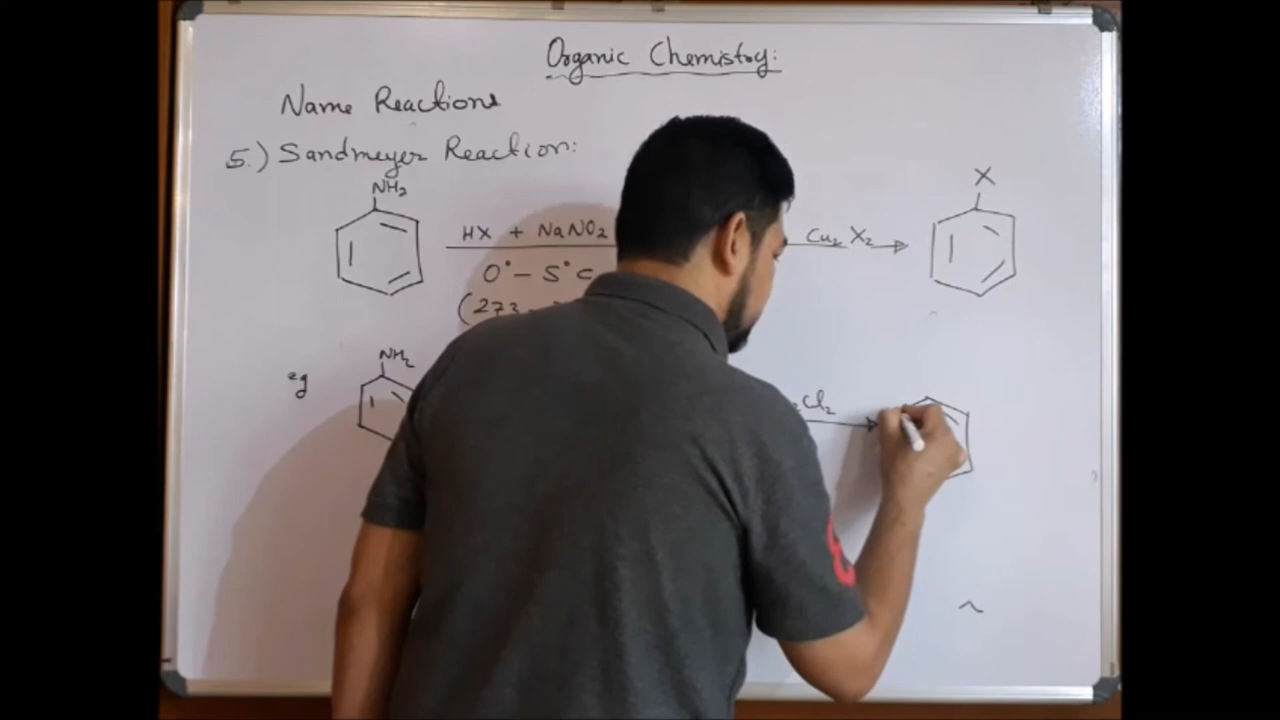 Organic Chemistry:
Name Reactions
5.) Sandmeyer Reaction:
NH2 X
HX + NaNO2 Cu2 X2
0° - 5° C
(273 -
NH2
eg Cl2